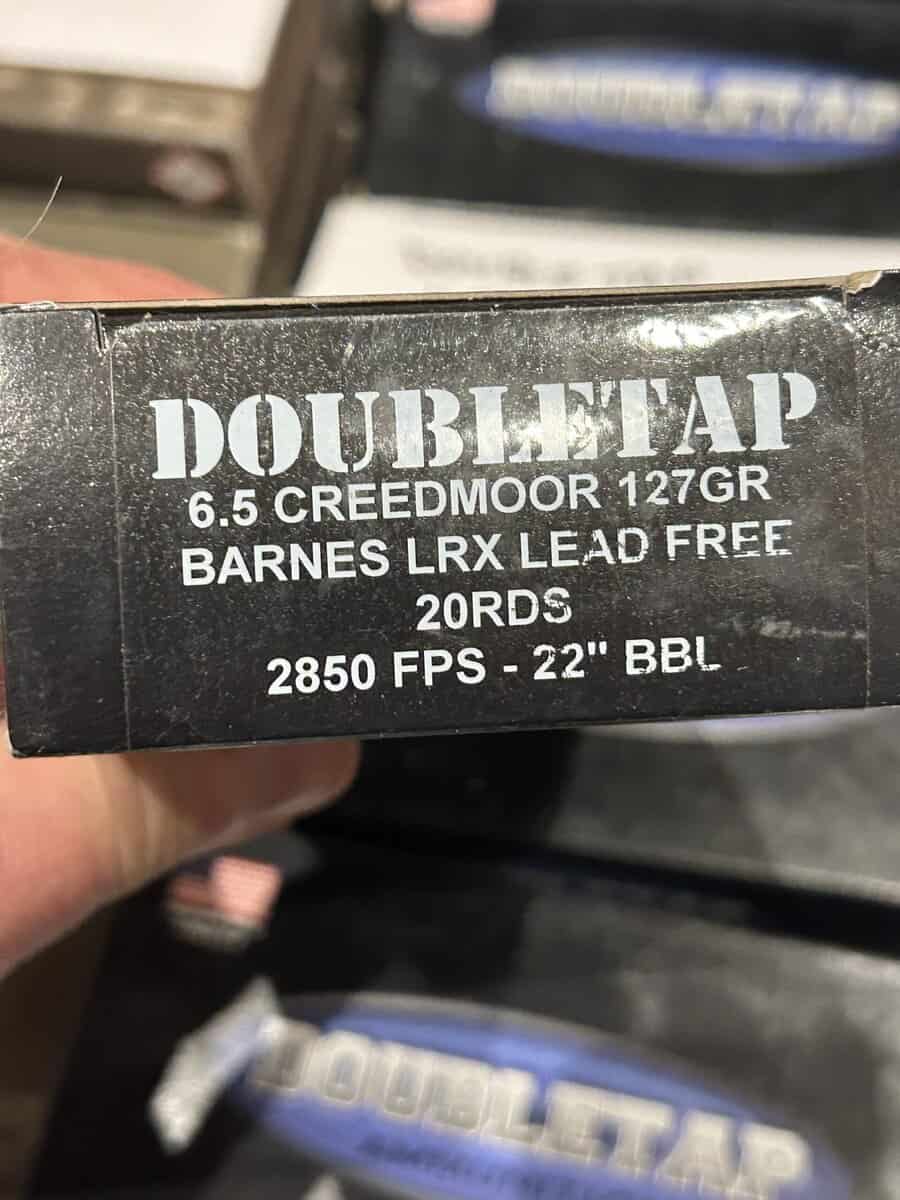 DOUBLETAP
DOUBLETAP
6.5 CREEDMOOR 127GR
BARNES LRX LEAD FREE
20RDS
2850 FPS - 22" BBL
DOUBLETAP